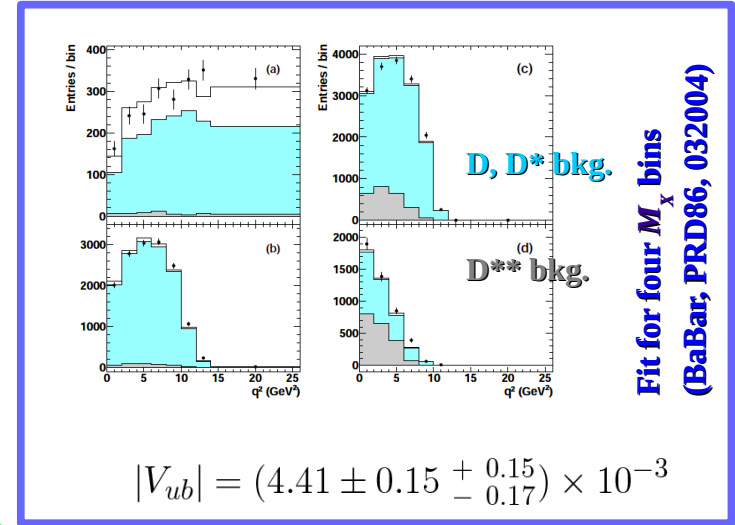 Entries / bin
400
300
200
100
0
(a)
4000
3000
2000
1000
0
(c)
D, D* bkg.
3000
2000
1000
0
(b)
0 5 10 15 20 25
q² (GeV²)
Entries / bin
2000
1500
1000
500
0
(d)
D** bkg.
0 5 10 15 20 25
q² (GeV²)
Fit for four M_X bins
(BaBar, PRD86, 032004)
|V_ub| = (4.41 ± 0.15 + 0.15 − 0.17) × 10⁻³